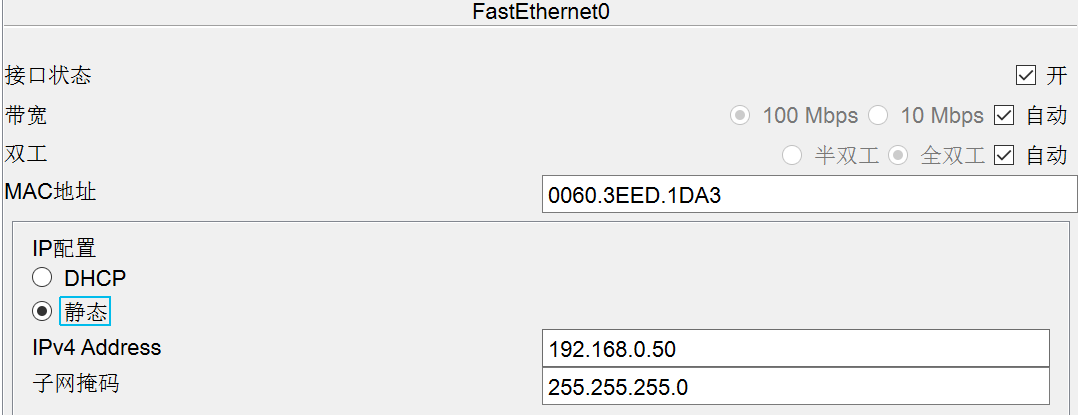 FastEthernet0
接口状态 开
带宽 100 Mbps 10 Mbps 自动
双工 半双工 全双工 自动
MAC地址 0060.3EED.1DA3
IP配置
DHCP
静态
IPv4 Address 192.168.0.50
子网掩码 255.255.255.0